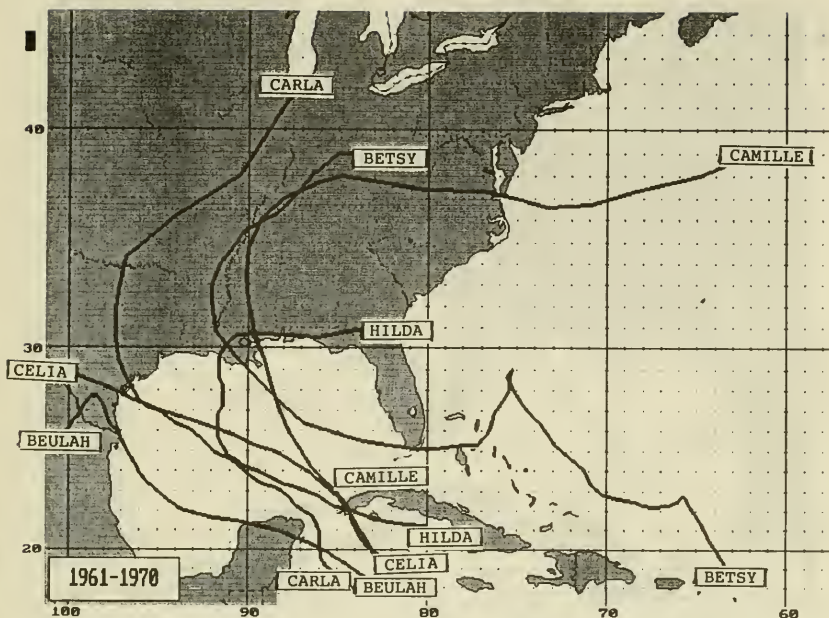 CARLA
40
BETSY
CAMILLE
HILDA
30
CELIA
BEULAH
CAMILLE
HILDA
20
CELIA
1961-1970
CARLA
BEULAH
BETSY
100
90
80
70
60